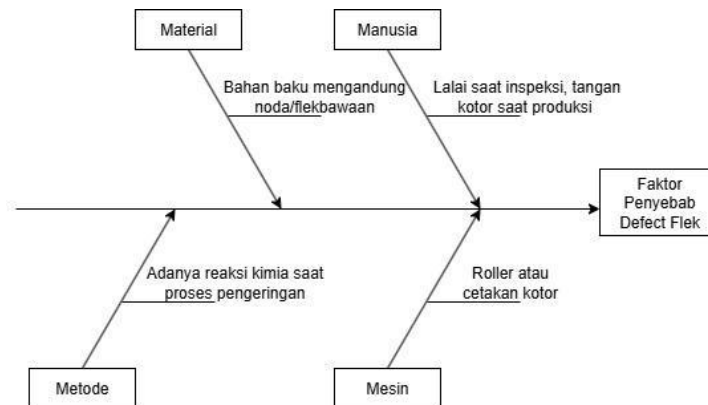 Material
Manusia
Bahan baku mengandung
noda/flekbawaan
Lalai saat inspeksi, tangan
kotor saat produksi
Faktor
Penyebab
Defect Flek
Adanya reaksi kimia saat
proses pengeringan
Roller atau
cetakan kotor
Metode
Mesin